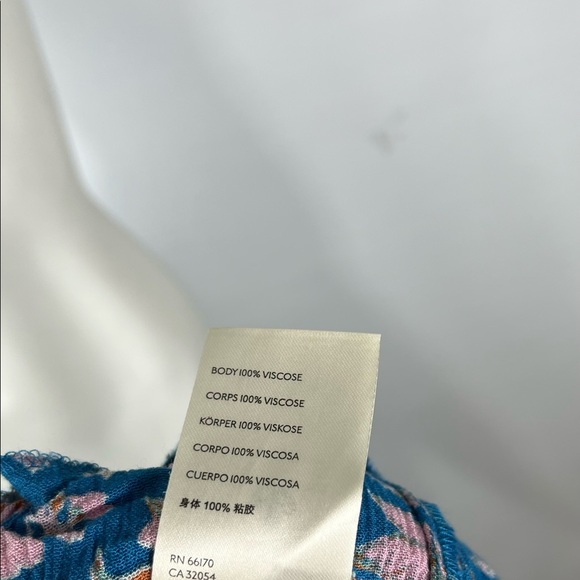 BODY 100% VISCOSE
CORPS 100% VISCOSE
KÖRPER 100% VISKOSE
CORPO 100% VISCOSA
CUERPO 100% VISCOSA
身体 100% 粘胶
RN 66170
CA 32054